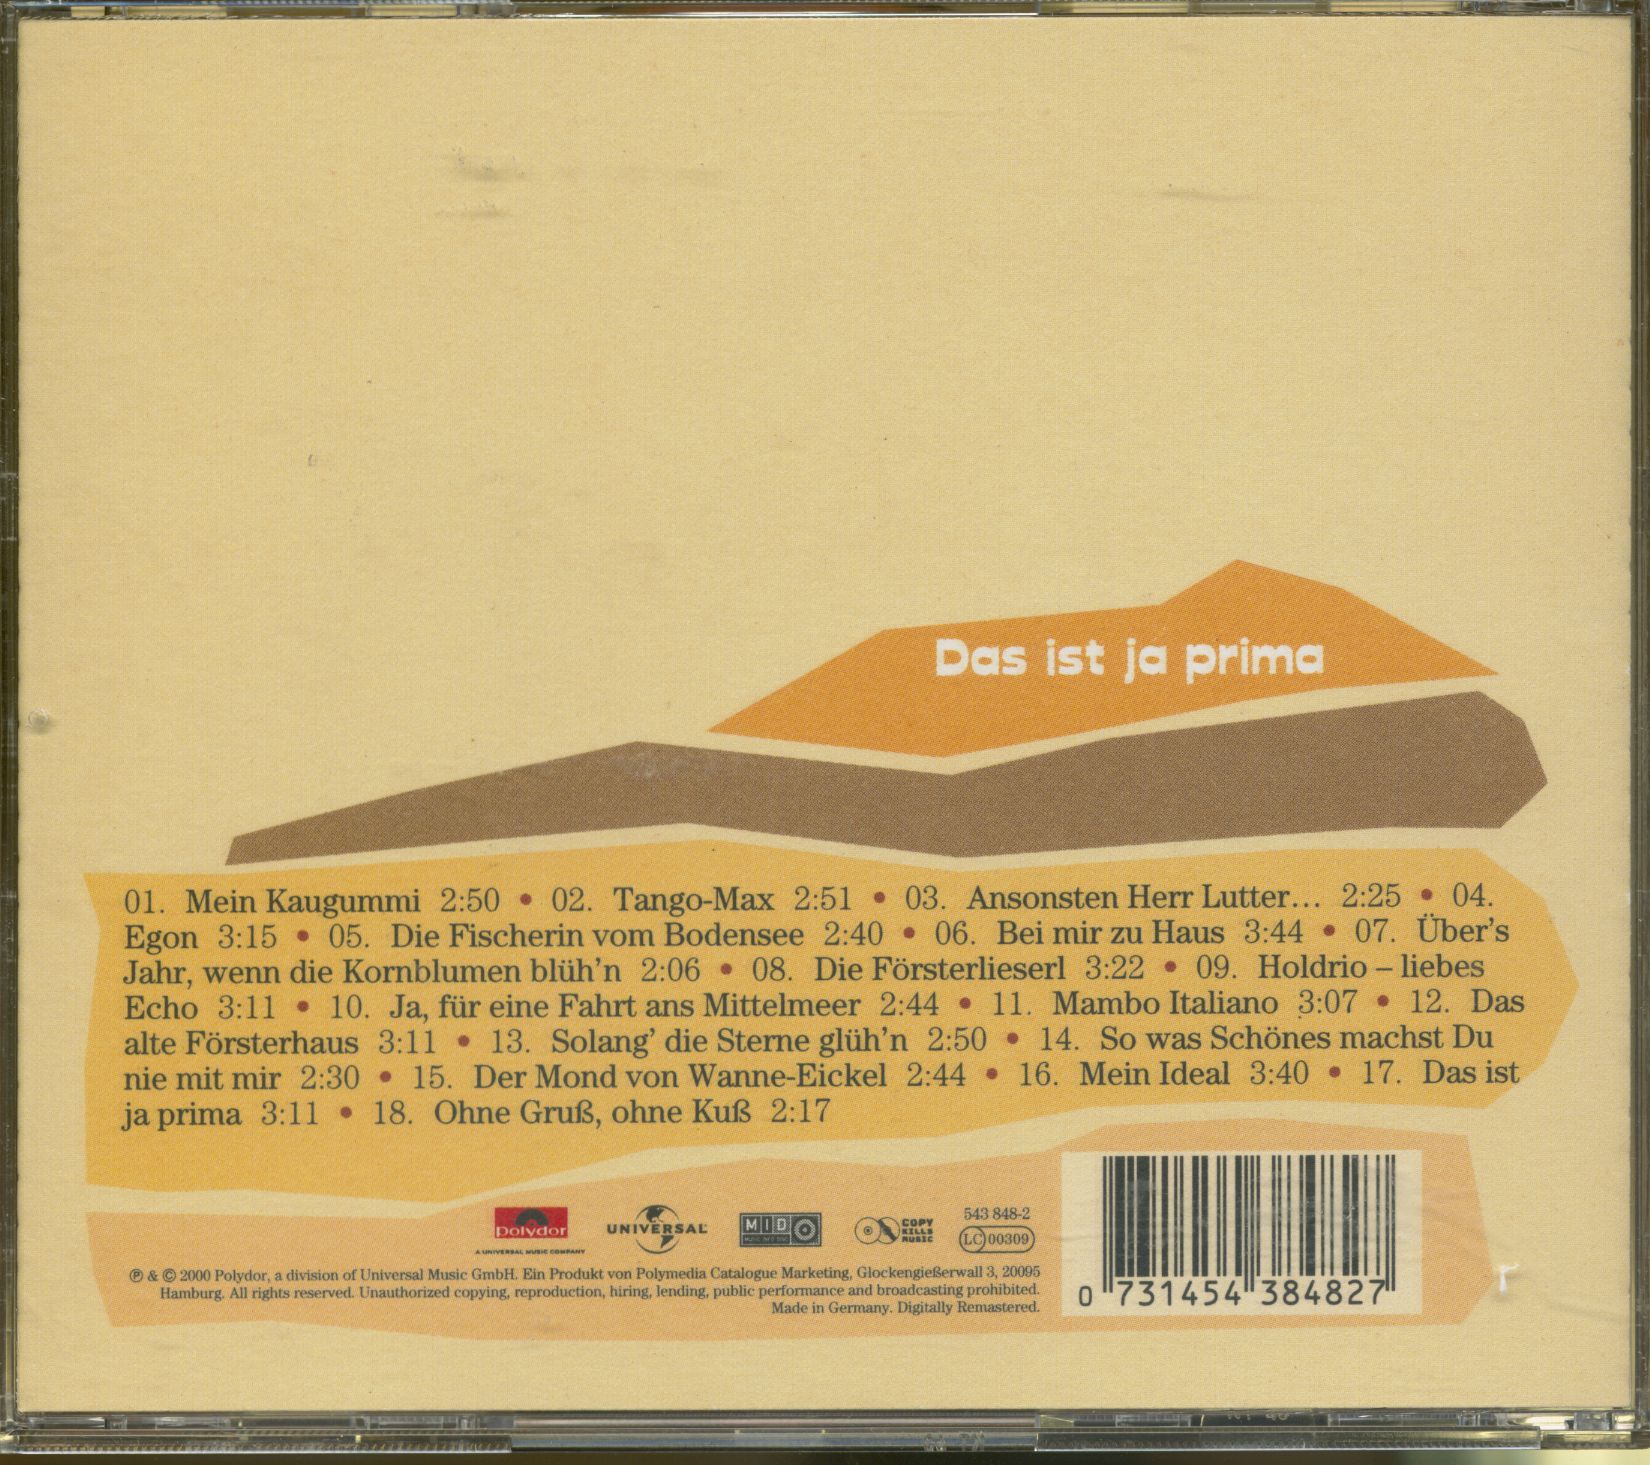 Das ist ja prima
01. Mein Kaugummi 2:50 • 02. Tango-Max 2:51 • 03. Ansonsten Herr Lutter... 2:25 • 04.
Egon 3:15 • 05. Die Fischerin vom Bodensee 2:40 • 06. Bei mir zu Haus 3:44 • 07. Über's
Jahr, wenn die Kornblumen blüh'n 2:06 • 08. Die Försterlieserl 3:22 • 09. Holdrio – liebes
Echo 3:11 • 10. Ja, für eine Fahrt ans Mittelmeer 2:44 • 11. Mambo Italiano 3:07 • 12. Das
alte Försterhaus 3:11 • 13. Solang' die Sterne glüh'n 2:50 • 14. So was Schönes machst Du
nie mit mir 2:30 • 15. Der Mond von Wanne-Eickel 2:44 • 16. Mein Ideal 3:40 • 17. Das ist
ja prima 3:11 • 18. Ohne Gruß, ohne Kuß 2:17
Polydor
A UNIVERSAL MUSIC COMPANY
UNIVERSAL
MID
MUSIC INFO DISC
COPY
KILLS
MUSIC
543 848-2
LC 00309
℗ & © 2000 Polydor, a division of Universal Music GmbH. Ein Produkt von Polymedia Catalogue Marketing, Glockengießerwall 3, 20095
Hamburg. All rights reserved. Unauthorized copying, reproduction, hiring, lending, public performance and broadcasting prohibited.
Made in Germany. Digitally Remastered.
0 731454 384827